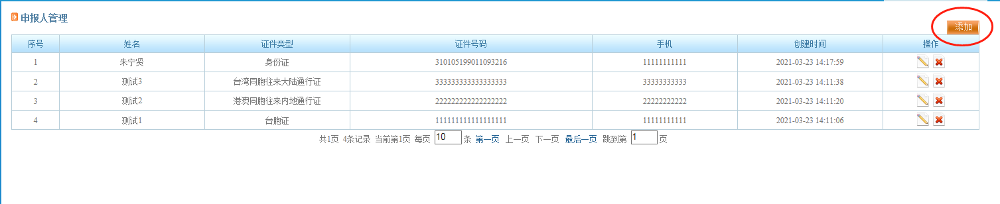 申报人管理
添加
序号 姓名 证件类型 证件号码 手机 创建时间 操作
1 朱宁贤 身份证 310105199011093216 11111111111 2021-03-23 14:17:59
2 测试3 台湾同胞往来大陆通行证 333333333333333333 33333333333 2021-03-23 14:11:38
3 测试2 港澳同胞往来内地通行证 222222222222222222 22222222222 2021-03-23 14:11:20
4 测试1 台胞证 111111111111111111 11111111111 2021-03-23 14:11:06
共1页 4条记录 当前第1页 每页 10 条 第一页 上一页 下一页 最后一页 跳到第 1 页